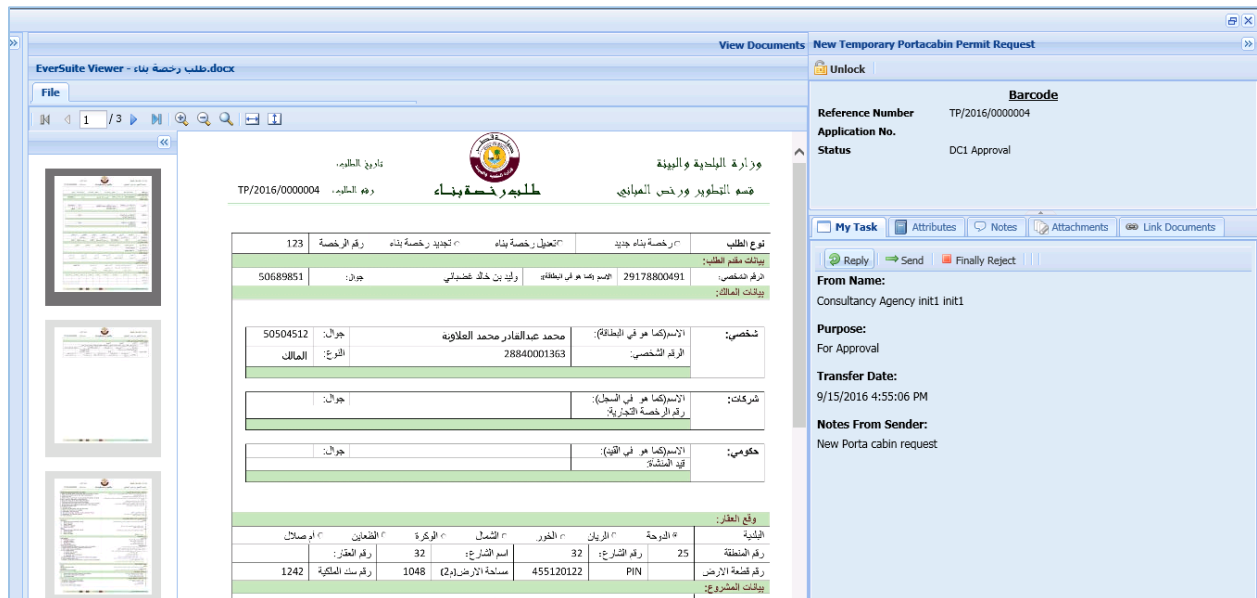 View Documents
New Temporary Portacabin Permit Request
EverSuite Viewer - طلب رخصة بناء.docx
Unlock
File
1 /3
Barcode
Reference Number TP/2016/0000004
Application No.
Status DC1 Approval
وزارة البلدية والبيئة
تاريخ الطلب:
قسم التطوير ورخص المباني
طلب رخصة بناء
رقم الطلب: TP/2016/0000004
نوع الطلب رخصة بناء جديد تعديل رخصة بناه تجديد رخصة بناه رقم الرخصة 123
بيانات مقدم الطلب:
الرقم الشخصي: 29178800491 الاسم (كما هو في البطاقة): وليد بن خالد غضباني جوال: 50689851
بيانات المالك:
شخصي: الاسم(كما هو في البطاقة): محمد عبدالقادر محمد العلاونة جوال: 50504512
الرقم الشخصي: 28840001363 النوع: المالك
شركات: الاسم(كما هو في السجل): جوال:
رقم الرخصة التجارية:
حكومي: الاسم(كما هو في القيد): جوال:
قيد المنشأة:
وقع العقار:
البلدية الدوحة الريان الخور الشمال الوكرة الظعاين ام صلال
رقم المنطقة 25 رقم الشارع: 32 اسم الشارع: 32 رقم العقار:
رقم قطعة الارض PIN 455120122 مساحة الارض(م2) 1048 رقم سند الملكية 1242
بيانات المشروع:
My Task Attributes Notes Attachments Link Documents
Reply Send Finally Reject
From Name:
Consultancy Agency init1 init1
Purpose:
For Approval
Transfer Date:
9/15/2016 4:55:06 PM
Notes From Sender:
New Porta cabin request